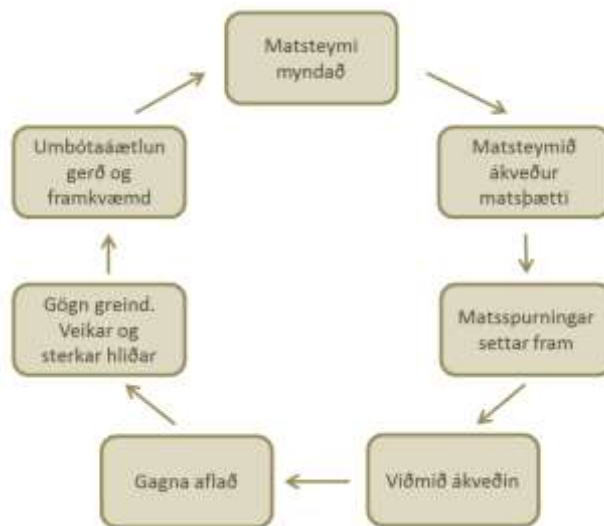 Matsteymi
myndað
Matsteymið
ákveður
matsþætti
Matsspurningar
settar fram
Viðmið ákveðin
Gagna aflað
Gögn greind.
Veikar og
sterkar hliðar
Umbótaáætlun
gerð og
framkvæmd